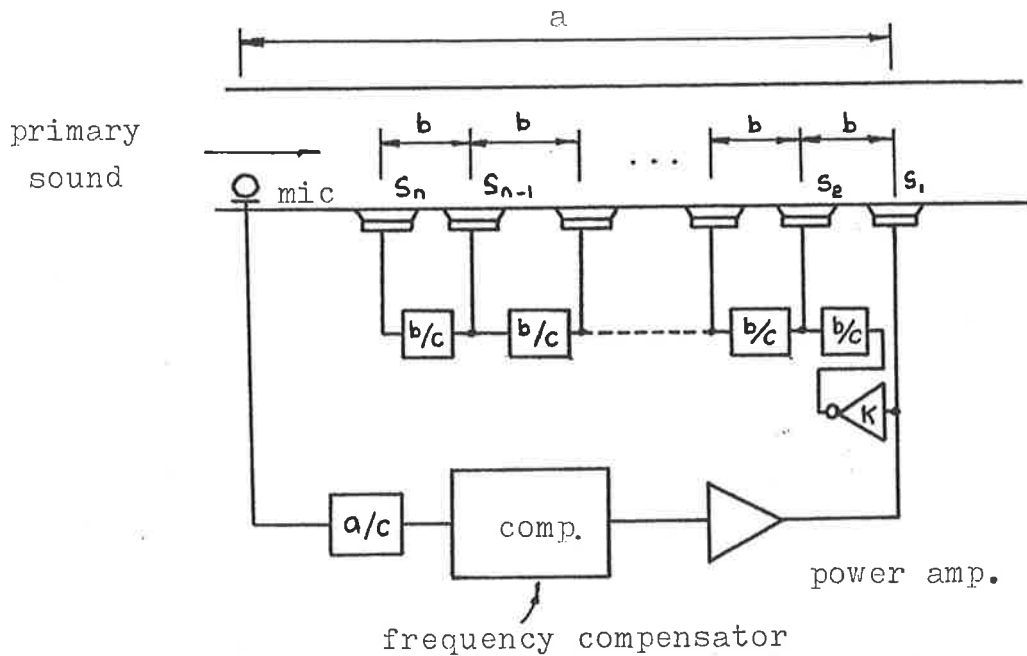 a
primary
sound
mic
b b ... b b
Sn Sn-1 S2 S1
b/c b/c b/c b/c
K
a/c
comp.
power amp.
frequency compensator